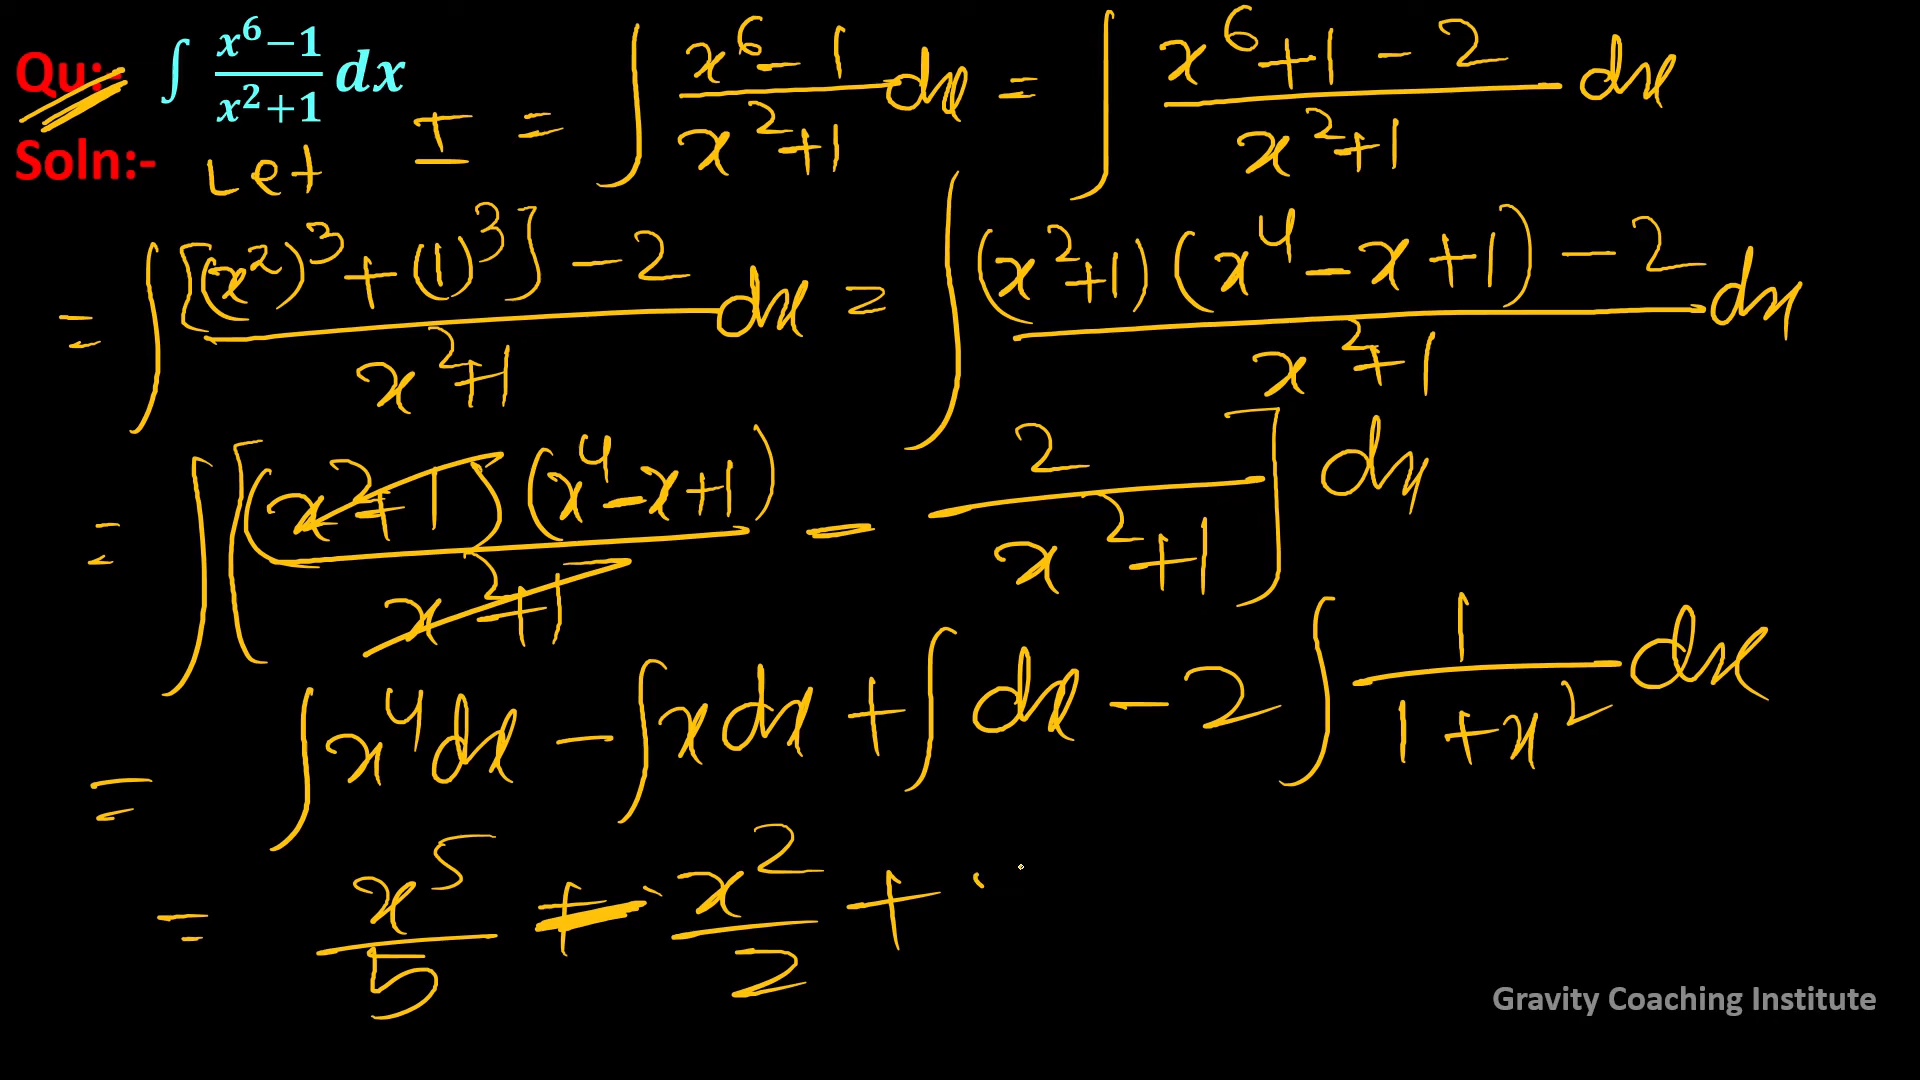 Qu:- ∫ (x⁶−1)/(x²+1) dx
Soln:- Let I = ∫ (x⁶-1)/(x²+1) dx = ∫ (x⁶+1-2)/(x²+1) dx
= ∫ ([(x²)³+(1)³]-2)/(x²+1) dx = ∫ ((x²+1)(x⁴-x+1)-2)/(x²+1) dx
= ∫ [(x²+1)(x⁴-x+1)/(x²+1) - 2/(x²+1)] dx
= ∫x⁴dx - ∫xdx + ∫dx - 2∫ 1/(1+x²) dx
= x⁵/5 - x²/2 +
Gravity Coaching Institute